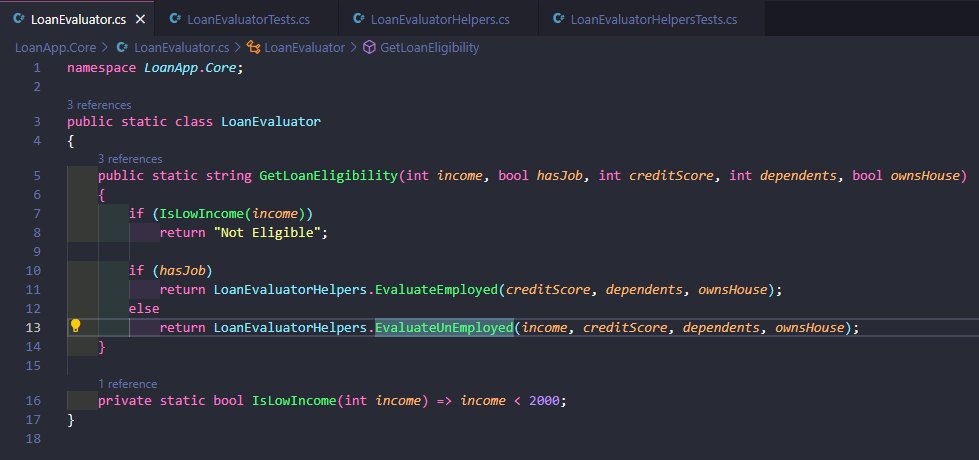 LoanEvaluator.cs LoanEvaluatorTests.cs LoanEvaluatorHelpers.cs LoanEvaluatorHelpersTests.cs
LoanApp.Core > LoanEvaluator.cs > LoanEvaluator > GetLoanEligibility
1 namespace LoanApp.Core;
2
3 references
3 public static class LoanEvaluator
4 {
3 references
5 public static string GetLoanEligibility(int income, bool hasJob, int creditScore, int dependents, bool ownsHouse)
6 {
7 if (IsLowIncome(income))
8 return "Not Eligible";
9
10 if (hasJob)
11 return LoanEvaluatorHelpers.EvaluateEmployed(creditScore, dependents, ownsHouse);
12 else
13 return LoanEvaluatorHelpers.EvaluateUnEmployed(income, creditScore, dependents, ownsHouse);
14 }
15
1 reference
16 private static bool IsLowIncome(int income) => income < 2000;
17 }
18